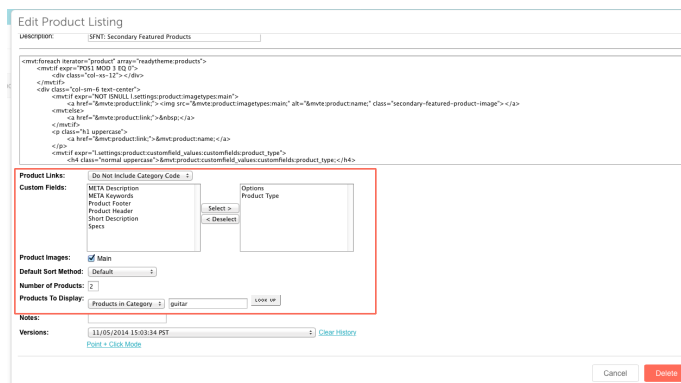 Edit Product Listing
Description: SFNT: Secondary Featured Products
<mvt:foreach iterator="product" array="readytheme:products">
<mvt:if expr="POS1 MOD 3 EQ 0">
<div class="col-xs-12"></div>
</mvt:if>
<div class="col-sm-6 text-center">
<mvt:if expr="NOT ISNULL l.settings:product:imagetypes:main">
<a href="&mvte:product:link;"><img src="&mvte:product:imagetypes:main;" alt="&mvte:product:name;" class="secondary-featured-product-image"></a>
<mvt:else>
<a href="&mvte:product:link;">&nbsp;</a>
</mvt:if>
<p class="h1 uppercase">
<a href="&mvt:product:link;">&mvt:product:name;</a>
</p>
<mvt:if expr="l.settings:product:customfield_values:customfields:product_type">
<h4 class="normal uppercase">&mvt:product:customfield_values:customfields:product_type;</h4>
Product Links: Do Not Include Category Code
Custom Fields: META Description
META Keywords
Product Footer
Product Header
Short Description
Specs
Select >
< Deselect
Options
Product Type
Product Images: Main
Default Sort Method: Default
Number of Products: 2
Products To Display: Products in Category guitar LOOK UP
Notes:
Versions: 11/05/2014 15:03:34 PST Clear History
Point + Click Mode
Cancel Delete